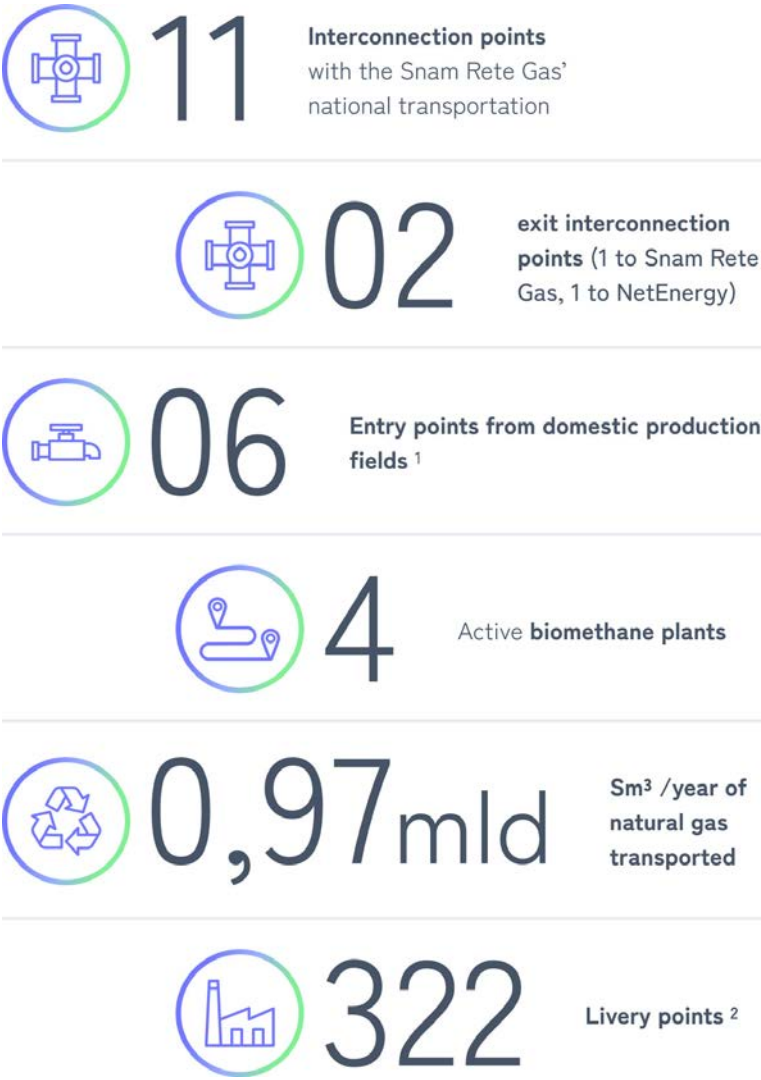 11
Interconnection points
with the Snam Rete Gas’
national transportation
02
exit interconnection
points (1 to Snam Rete
Gas, 1 to NetEnergy)
06
Entry points from domestic production
fields ¹
4
Active biomethane plants
0,97mld
Sm³ /year of
natural gas
transported
322
Livery points ²